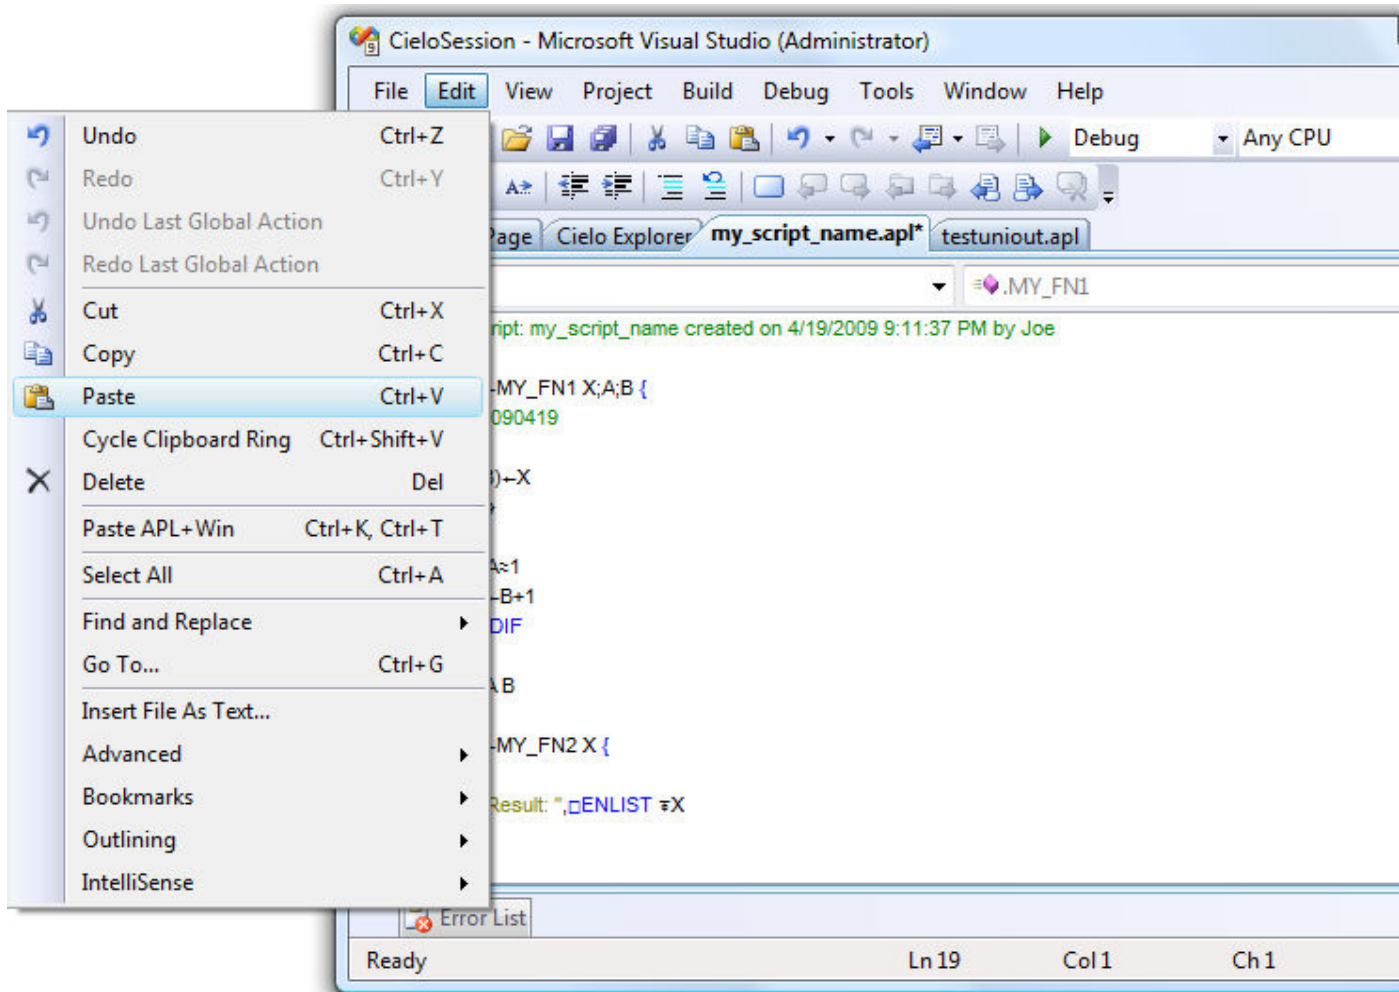 CieloSession - Microsoft Visual Studio (Administrator)
File Edit View Project Build Debug Tools Window Help
Debug Any CPU
Page Cielo Explorer my_script_name.apl* testuniout.apl
.MY_FN1
Undo Ctrl+Z
Redo Ctrl+Y
Undo Last Global Action
Redo Last Global Action
Cut Ctrl+X
Copy Ctrl+C
Paste Ctrl+V
Cycle Clipboard Ring Ctrl+Shift+V
Delete Del
Paste APL+Win Ctrl+K, Ctrl+T
Select All Ctrl+A
Find and Replace
Go To... Ctrl+G
Insert File As Text...
Advanced
Bookmarks
Outlining
IntelliSense
ript: my_script_name created on 4/19/2009 9:11:37 PM by Joe
-MY_FN1 X;A;B {
090419
)←X
A≈1
-B+1
DIF
A B
-MY_FN2 X {
Result: ",⎕ENLIST ⍕X
Error List
Ready Ln 19 Col 1 Ch 1